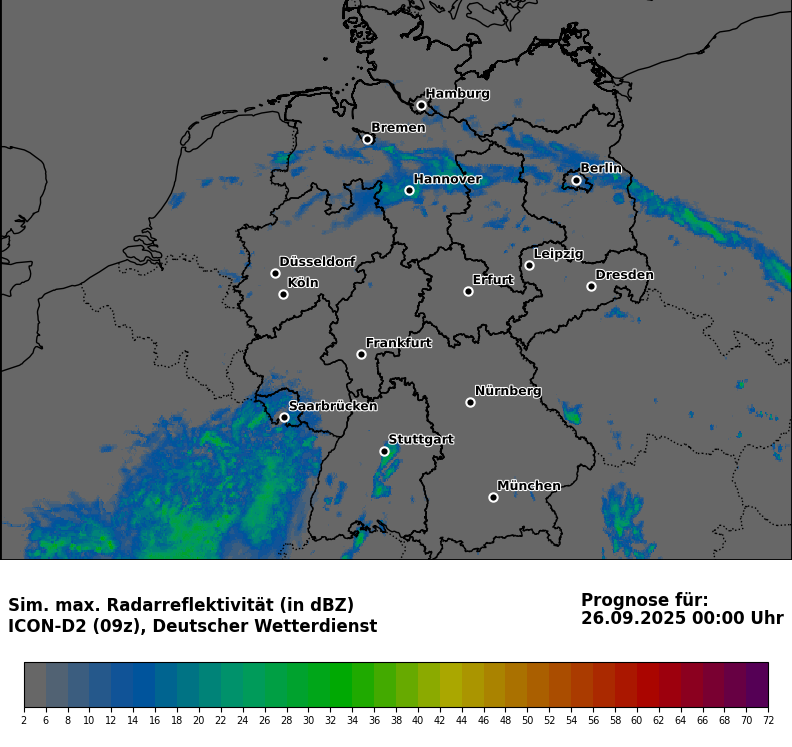 Hamburg
Bremen
Berlin
Hannover
Düsseldorf
Leipzig
Köln
Erfurt
Dresden
Frankfurt
Nürnberg
Saarbrücken
Stuttgart
München
Sim. max. Radarreflektivität (in dBZ)
ICON-D2 (09z), Deutscher Wetterdienst
Prognose für:
26.09.2025 00:00 Uhr
2 6 8 10 12 14 16 18 20 22 24 26 28 30 32 34 36 38 40 42 44 46 48 50 52 54 56 58 60 62 64 66 68 70 72